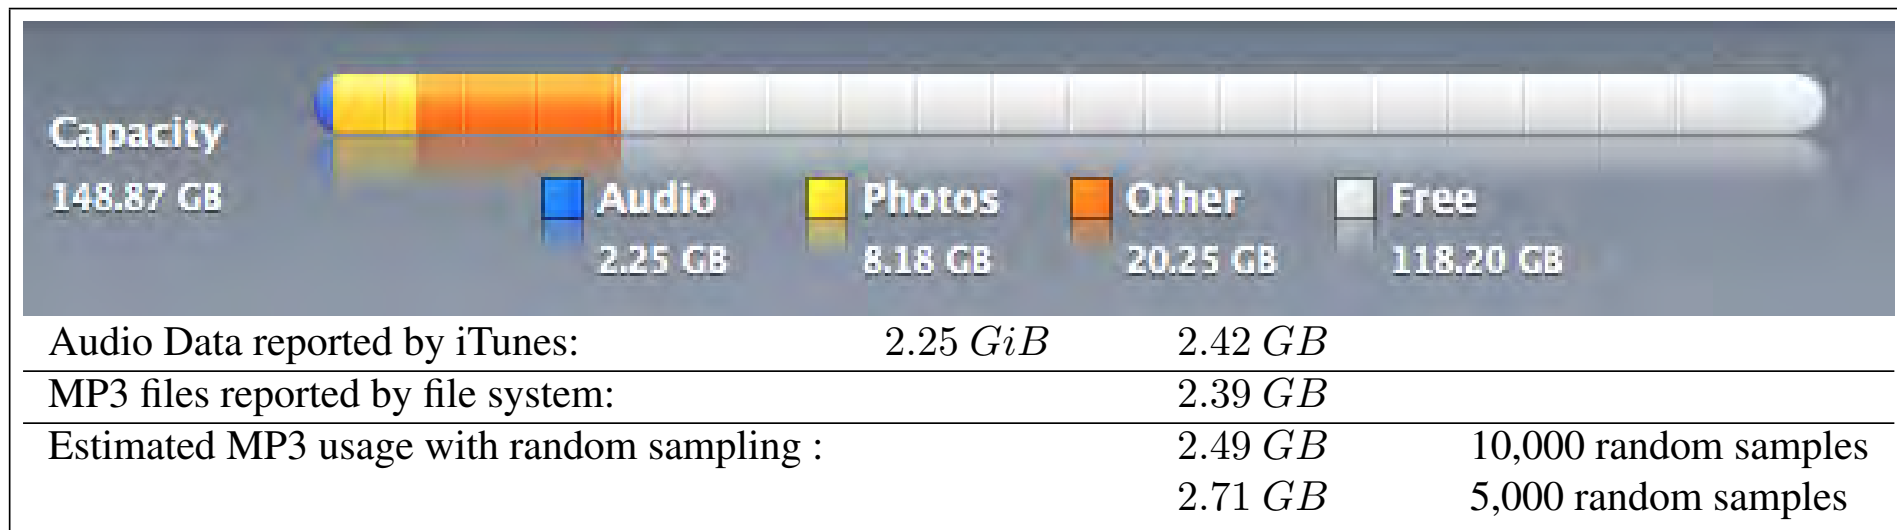 Capacity
148.87 GB
Audio Photos Other Free
2.25 GB 8.18 GB 20.25 GB 118.20 GB
Audio Data reported by iTunes: 2.25 GiB 2.42 GB
MP3 files reported by file system: 2.39 GB
Estimated MP3 usage with random sampling : 2.49 GB 10,000 random samples
2.71 GB 5,000 random samples